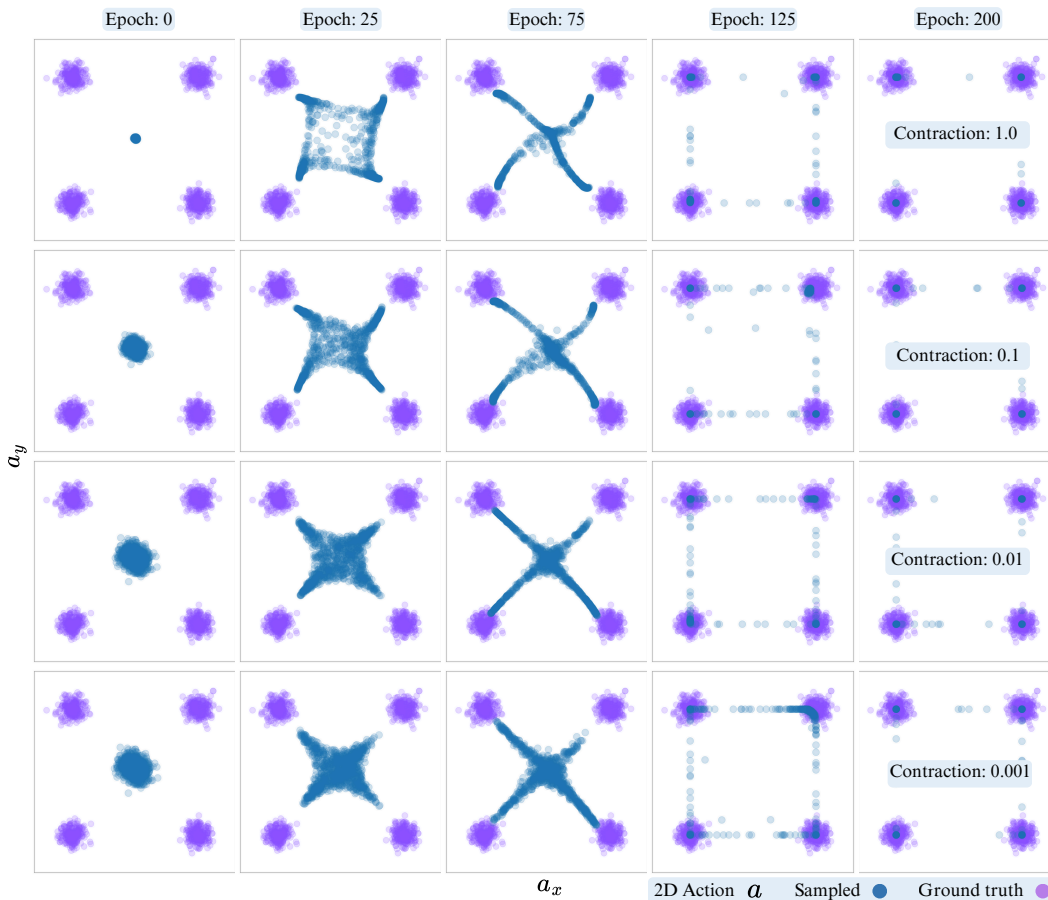 Epoch: 0 Epoch: 25 Epoch: 75 Epoch: 125 Epoch: 200
Contraction: 1.0
Contraction: 0.1
a_y
Contraction: 0.01
Contraction: 0.001
a_x
2D Action a Sampled Ground truth